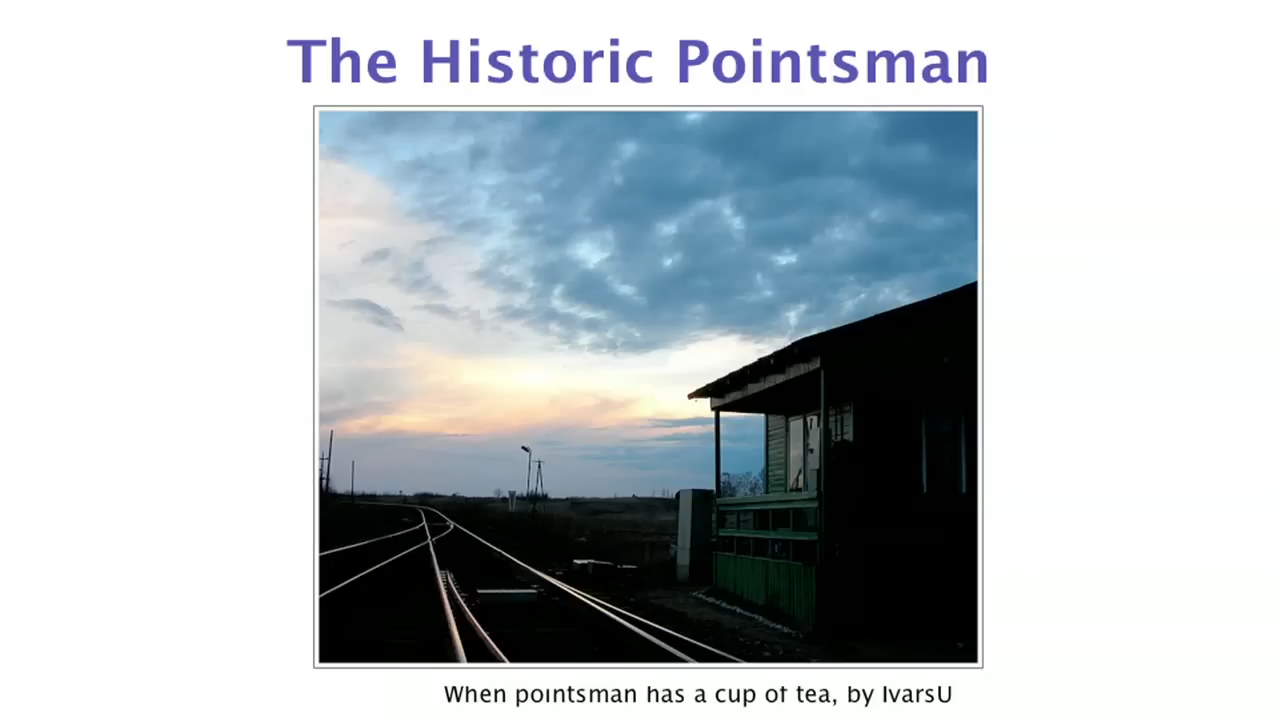 The Historic Pointsman
When pointsman has a cup of tea, by IvarsU